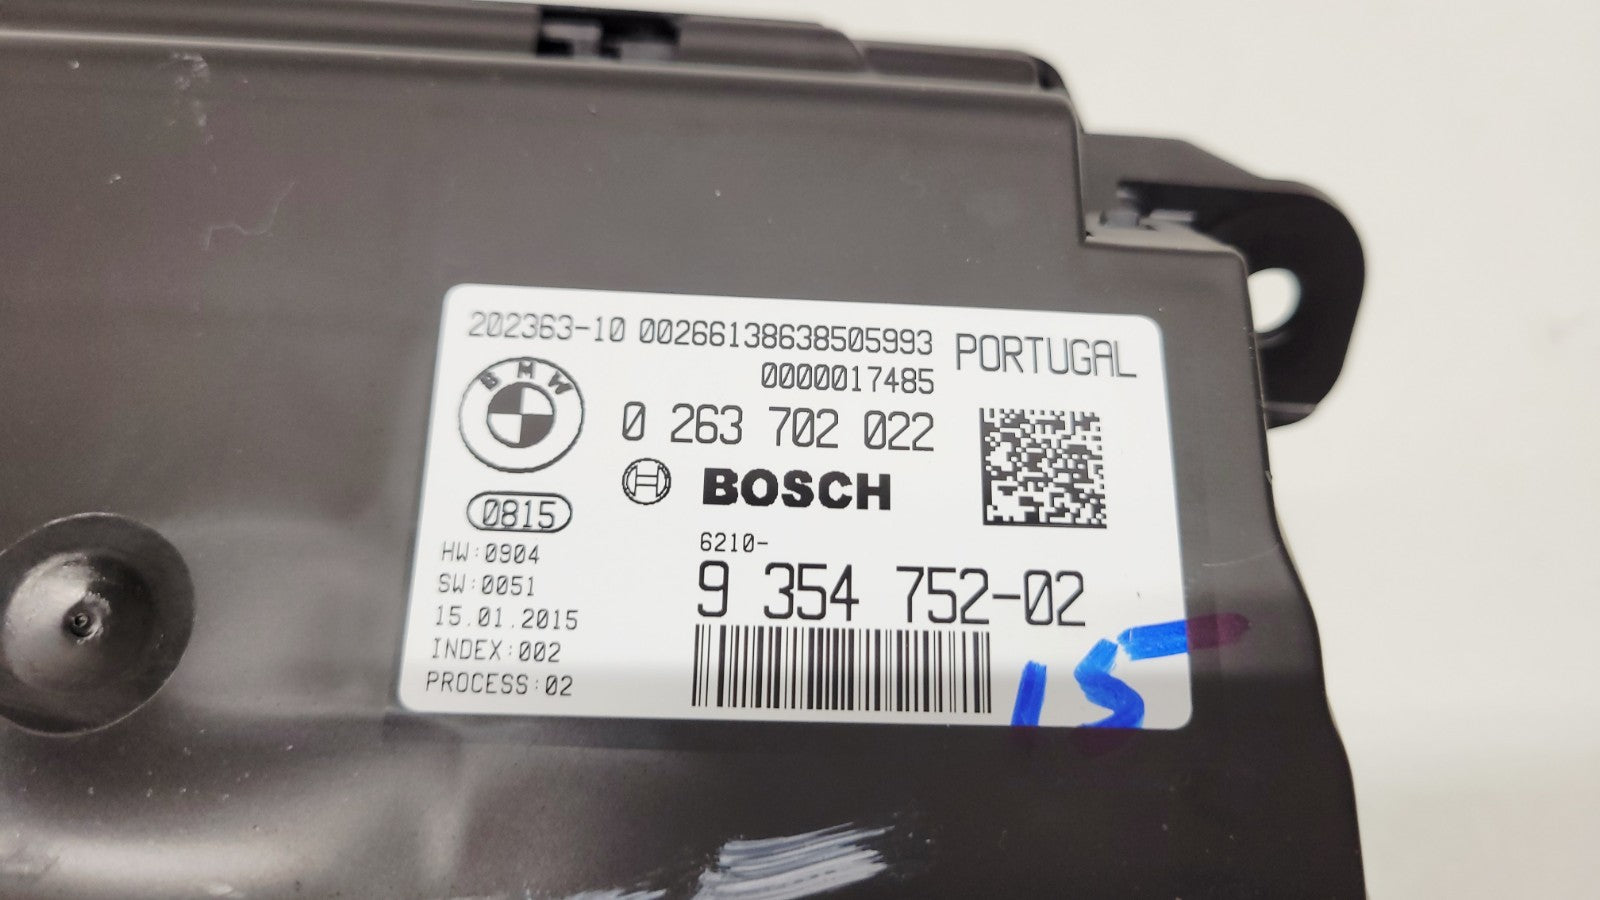 202363-10 00266138638505993 PORTUGAL
0000017485
BMW
0 263 702 022
BOSCH
0815
6210-
HW:0904
9 354 752-02
SW:0051
15.01.2015
INDEX:002
PROCESS:02
15